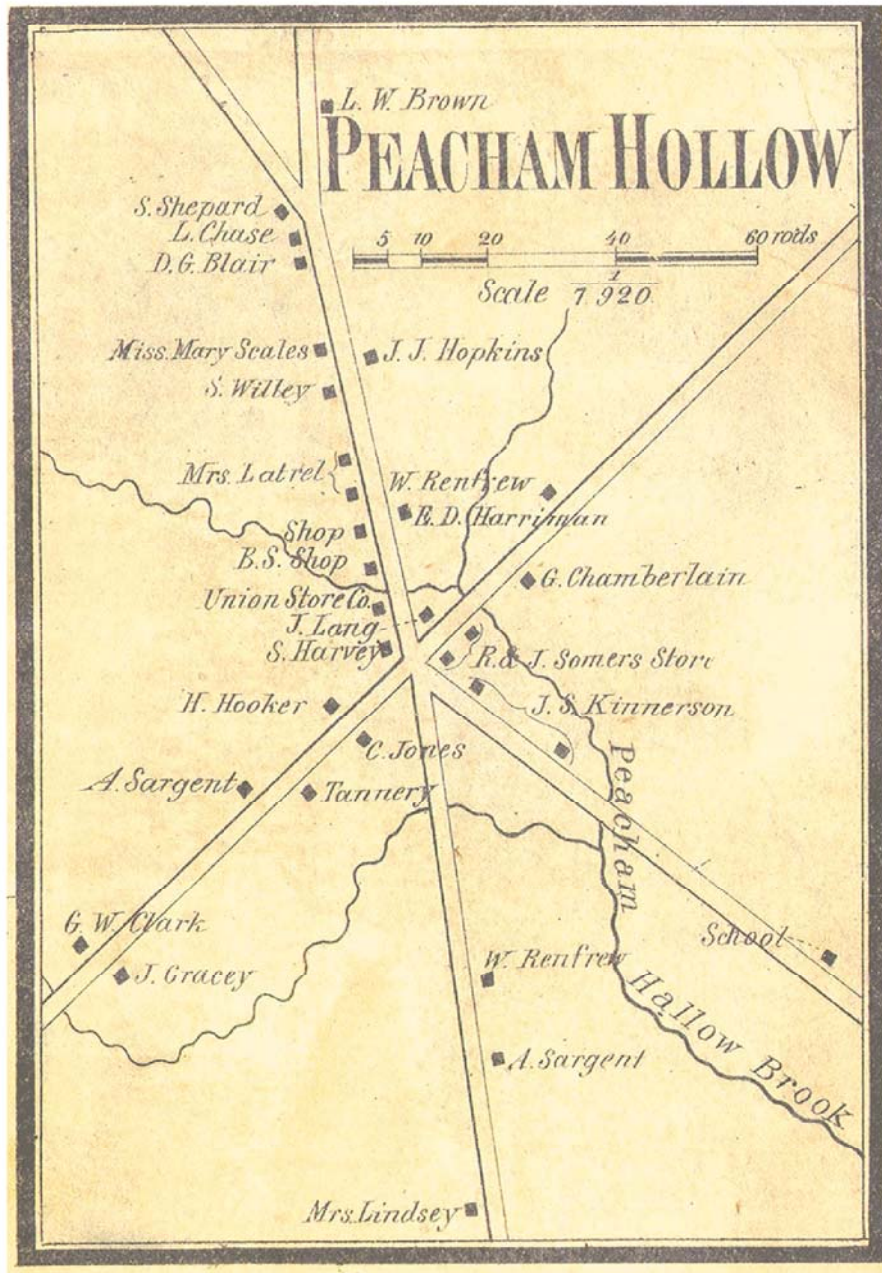 L. W. Brown
PEACHAM HOLLOW
S. Shepard
L. Chase
D. G. Blair
5 10 20 40 60 rods
Scale 1/7920
Miss. Mary Scales
J. J. Hopkins
S. Willey
Mrs. Latrel
W. Renfrew
E. D. Harriman
Shop
B. S. Shop
G. Chamberlain
Union Store Co.
J. Lang
S. Harvey
R. & J. Somers Store
H. Hooker
J. S. Kinnerson
C. Jones
A. Sargent
Tannery
Peacham
G. W. Clark
J. Gracey
School
W. Renfrew
Hallow Brook
A. Sargent
Mrs. Lindsey